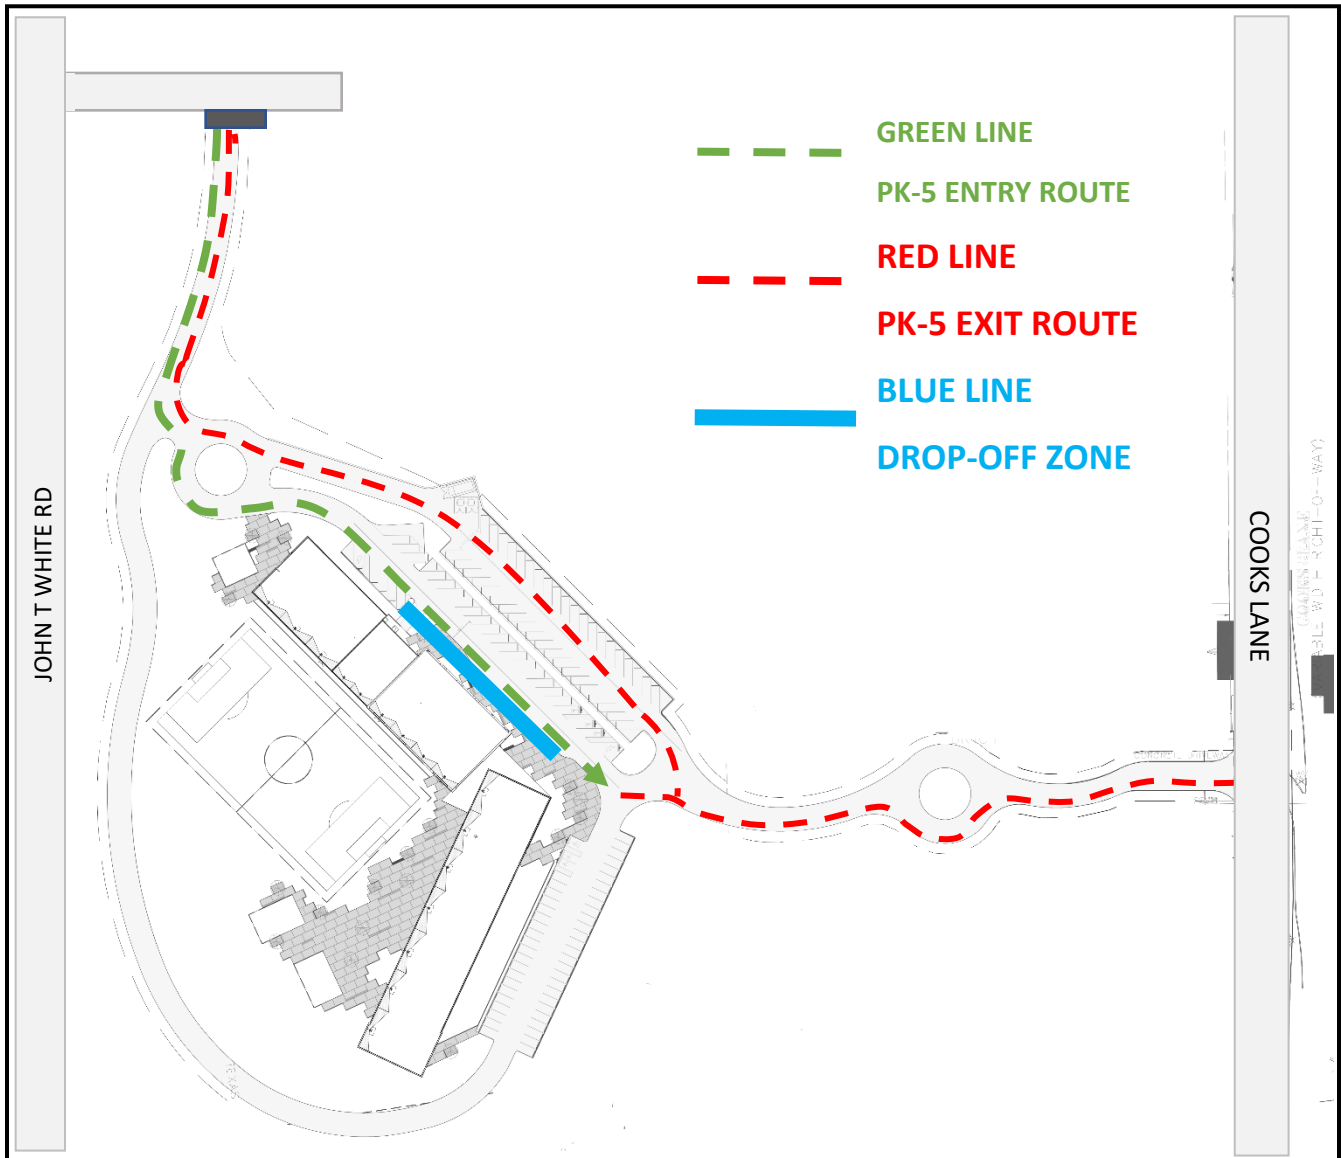 GREEN LINE
PK-5 ENTRY ROUTE
RED LINE
PK-5 EXIT ROUTE
BLUE LINE
DROP-OFF ZONE
JOHN T WHITE RD
COOKS LANE